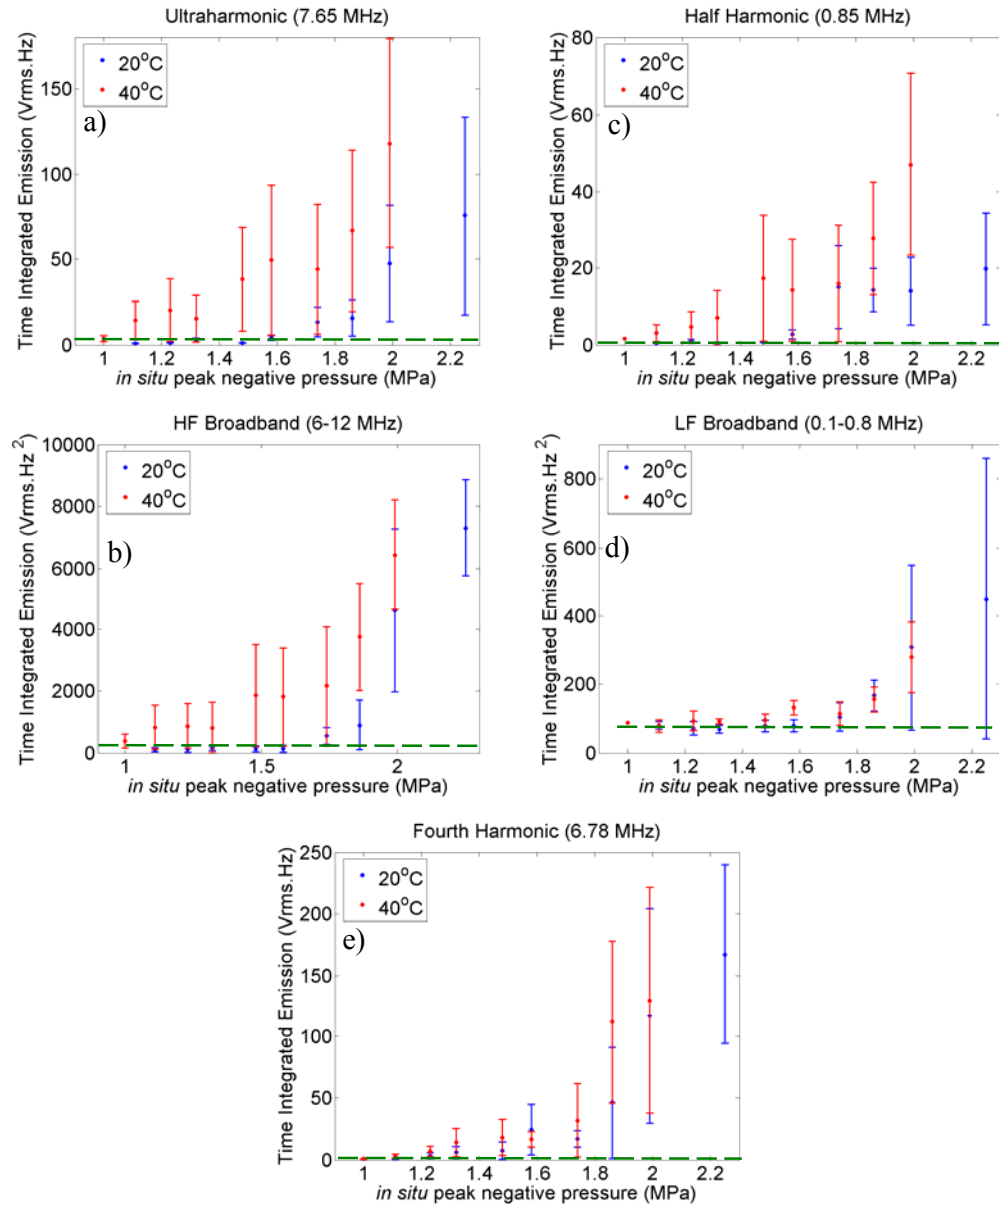 Ultraharmonic (7.65 MHz)
Time Integrated Emission (Vrms.Hz)
150
100
50
0
20°C
40°C
a)
1 1.2 1.4 1.6 1.8 2 2.2
in situ peak negative pressure (MPa)
Half Harmonic (0.85 MHz)
Time Integrated Emission (Vrms.Hz)
80
60
40
20
0
20°C
40°C
c)
1 1.2 1.4 1.6 1.8 2 2.2
in situ peak negative pressure (MPa)
HF Broadband (6-12 MHz)
Time Integrated Emission (Vrms.Hz²)
10000
8000
6000
4000
2000
0
20°C
40°C
b)
1 1.5 2
in situ peak negative pressure (MPa)
LF Broadband (0.1-0.8 MHz)
Time Integrated Emission (Vrms.Hz²)
800
600
400
200
0
20°C
40°C
d)
1 1.2 1.4 1.6 1.8 2 2.2
in situ peak negative pressure (MPa)
Fourth Harmonic (6.78 MHz)
Time Integrated Emission (Vrms.Hz)
250
200
150
100
50
0
20°C
40°C
e)
1 1.2 1.4 1.6 1.8 2 2.2
in situ peak negative pressure (MPa)